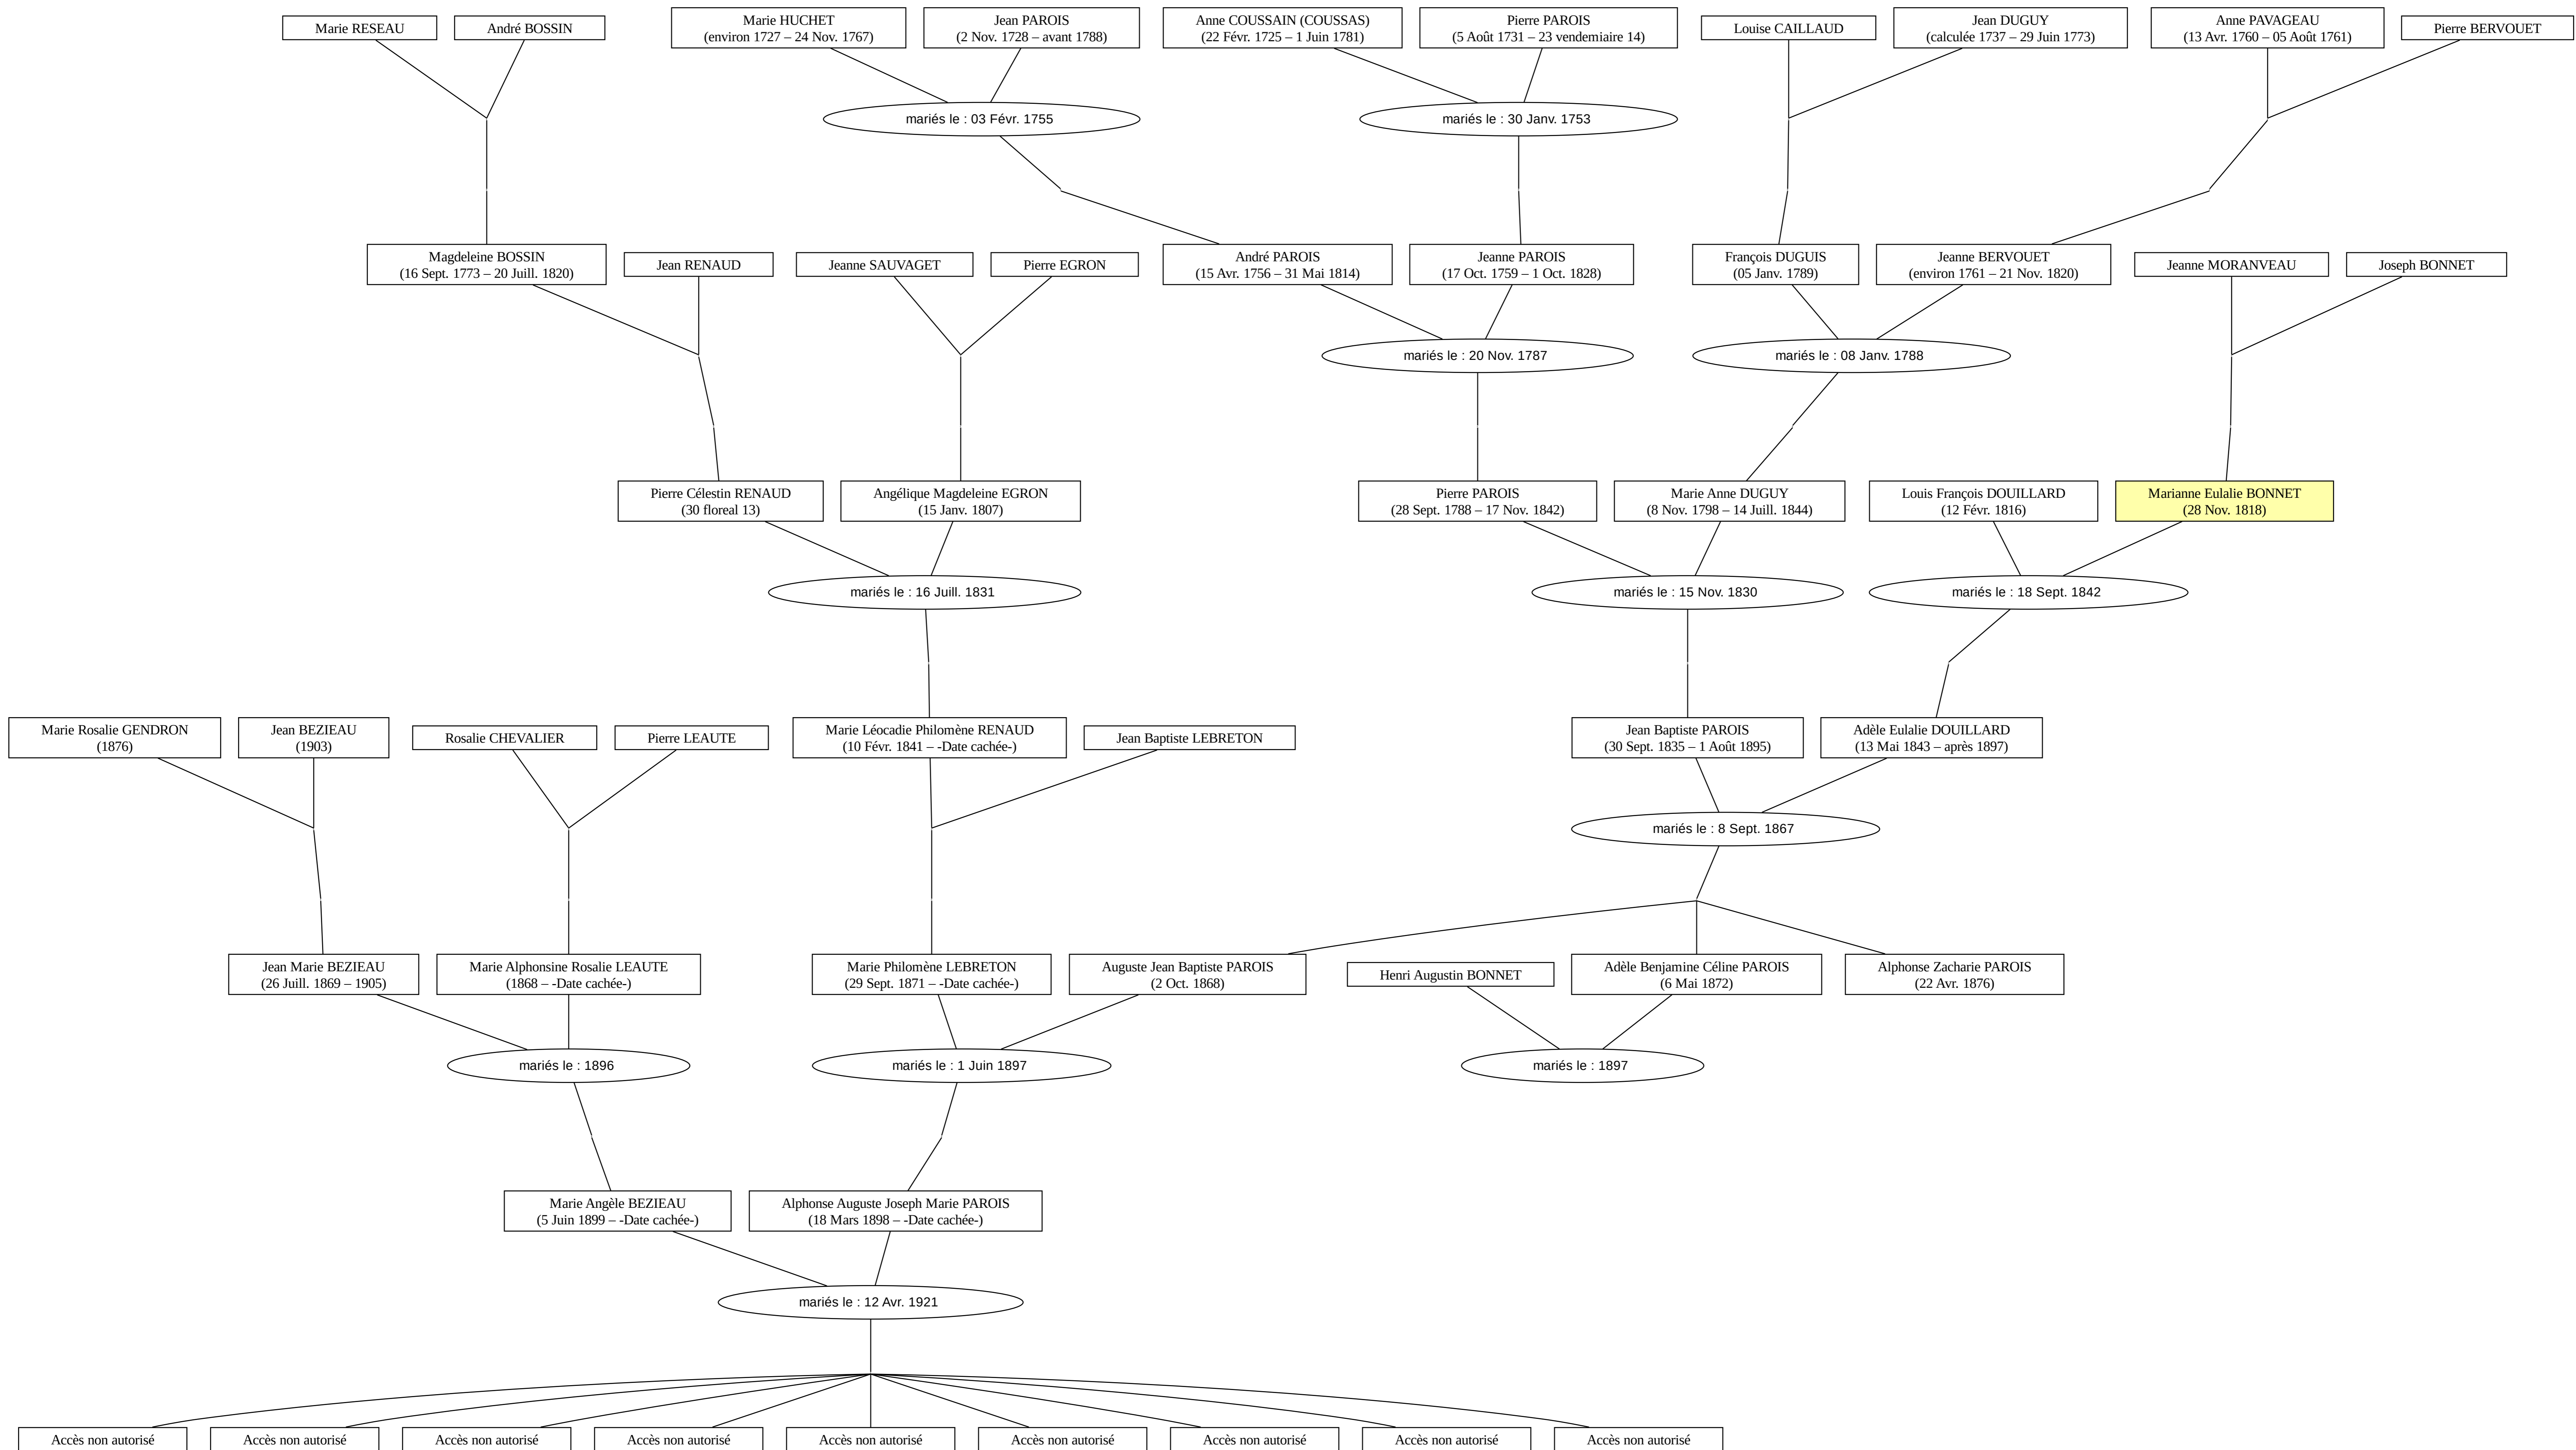 Marie RESEAU
André BOSSIN
Marie HUCHET
(environ 1727 – 24 Nov. 1767)
Jean PAROIS
(2 Nov. 1728 – avant 1788)
Anne COUSSAIN (COUSSAS)
(22 Févr. 1725 – 1 Juin 1781)
Pierre PAROIS
(5 Août 1731 – 23 vendemiaire 14)
Louise CAILLAUD
Jean DUGUY
(calculée 1737 – 29 Juin 1773)
Anne PAVAGEAU
(13 Avr. 1760 – 05 Août 1761)
Pierre BERVOUET
mariés le : 03 Févr. 1755
mariés le : 30 Janv. 1753
Magdeleine BOSSIN
(16 Sept. 1773 – 20 Juill. 1820)
Jean RENAUD
Jeanne SAUVAGET
Pierre EGRON
André PAROIS
(15 Avr. 1756 – 31 Mai 1814)
Jeanne PAROIS
(17 Oct. 1759 – 1 Oct. 1828)
François DUGUIS
(05 Janv. 1789)
Jeanne BERVOUET
(environ 1761 – 21 Nov. 1820)
Jeanne MORANVEAU
Joseph BONNET
mariés le : 20 Nov. 1787
mariés le : 08 Janv. 1788
Pierre Célestin RENAUD
(30 floreal 13)
Angélique Magdeleine EGRON
(15 Janv. 1807)
Pierre PAROIS
(28 Sept. 1788 – 17 Nov. 1842)
Marie Anne DUGUY
(8 Nov. 1798 – 14 Juill. 1844)
Louis François DOUILLARD
(12 Févr. 1816)
Marianne Eulalie BONNET
(28 Nov. 1818)
mariés le : 16 Juill. 1831
mariés le : 15 Nov. 1830
mariés le : 18 Sept. 1842
Marie Rosalie GENDRON
(1876)
Jean BEZIEAU
(1903)
Rosalie CHEVALIER
Pierre LEAUTE
Marie Léocadie Philomène RENAUD
(10 Févr. 1841 – -Date cachée-)
Jean Baptiste LEBRETON
Jean Baptiste PAROIS
(30 Sept. 1835 – 1 Août 1895)
Adèle Eulalie DOUILLARD
(13 Mai 1843 – après 1897)
mariés le : 8 Sept. 1867
Jean Marie BEZIEAU
(26 Juill. 1869 – 1905)
Marie Alphonsine Rosalie LEAUTE
(1868 – -Date cachée-)
Marie Philomène LEBRETON
(29 Sept. 1871 – -Date cachée-)
Auguste Jean Baptiste PAROIS
(2 Oct. 1868)
Henri Augustin BONNET
Adèle Benjamine Céline PAROIS
(6 Mai 1872)
Alphonse Zacharie PAROIS
(22 Avr. 1876)
mariés le : 1896
mariés le : 1 Juin 1897
mariés le : 1897
Marie Angèle BEZIEAU
(5 Juin 1899 – -Date cachée-)
Alphonse Auguste Joseph Marie PAROIS
(18 Mars 1898 – -Date cachée-)
mariés le : 12 Avr. 1921
Accès non autorisé
Accès non autorisé
Accès non autorisé
Accès non autorisé
Accès non autorisé
Accès non autorisé
Accès non autorisé
Accès non autorisé
Accès non autorisé